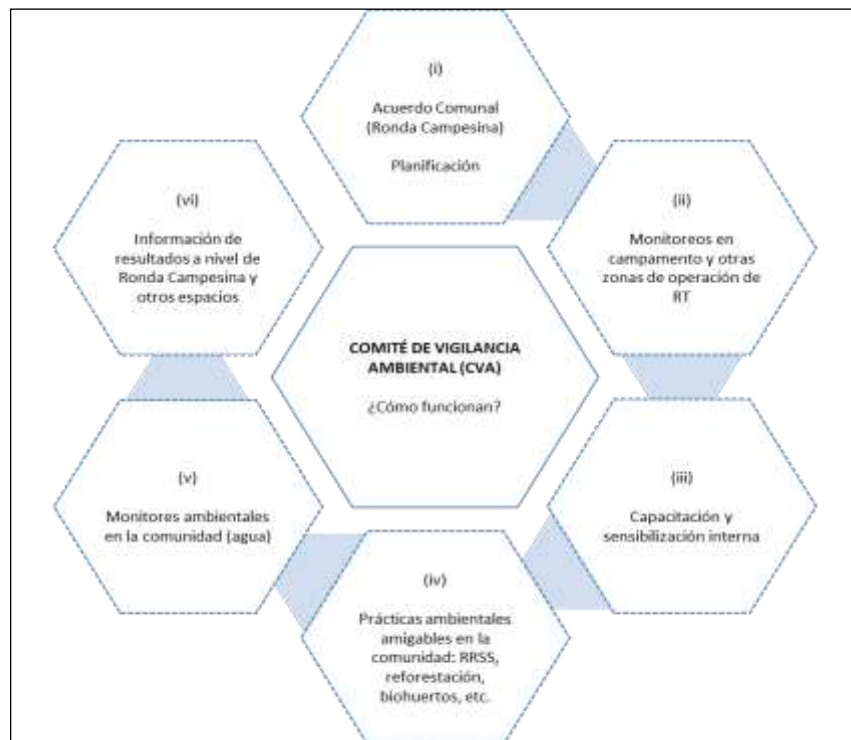 (i)
Acuerdo Comunal
(Ronda Campesina)
Planificación
(ii)
Monitoreos en
campamento y otras
zonas de operación de
RT
(iii)
Capacitación y
sensibilización interna
(iv)
Prácticas ambientales
amigables en la
comunidad: RRSS,
reforestación,
biohuertos, etc.
(v)
Monitores ambientales
en la comunidad (agua)
(vi)
Información de
resultados a nivel de
Ronda Campesina y
otros espacios
COMITÉ DE VIGILANCIA
AMBIENTAL (CVA)
¿Cómo funcionan?